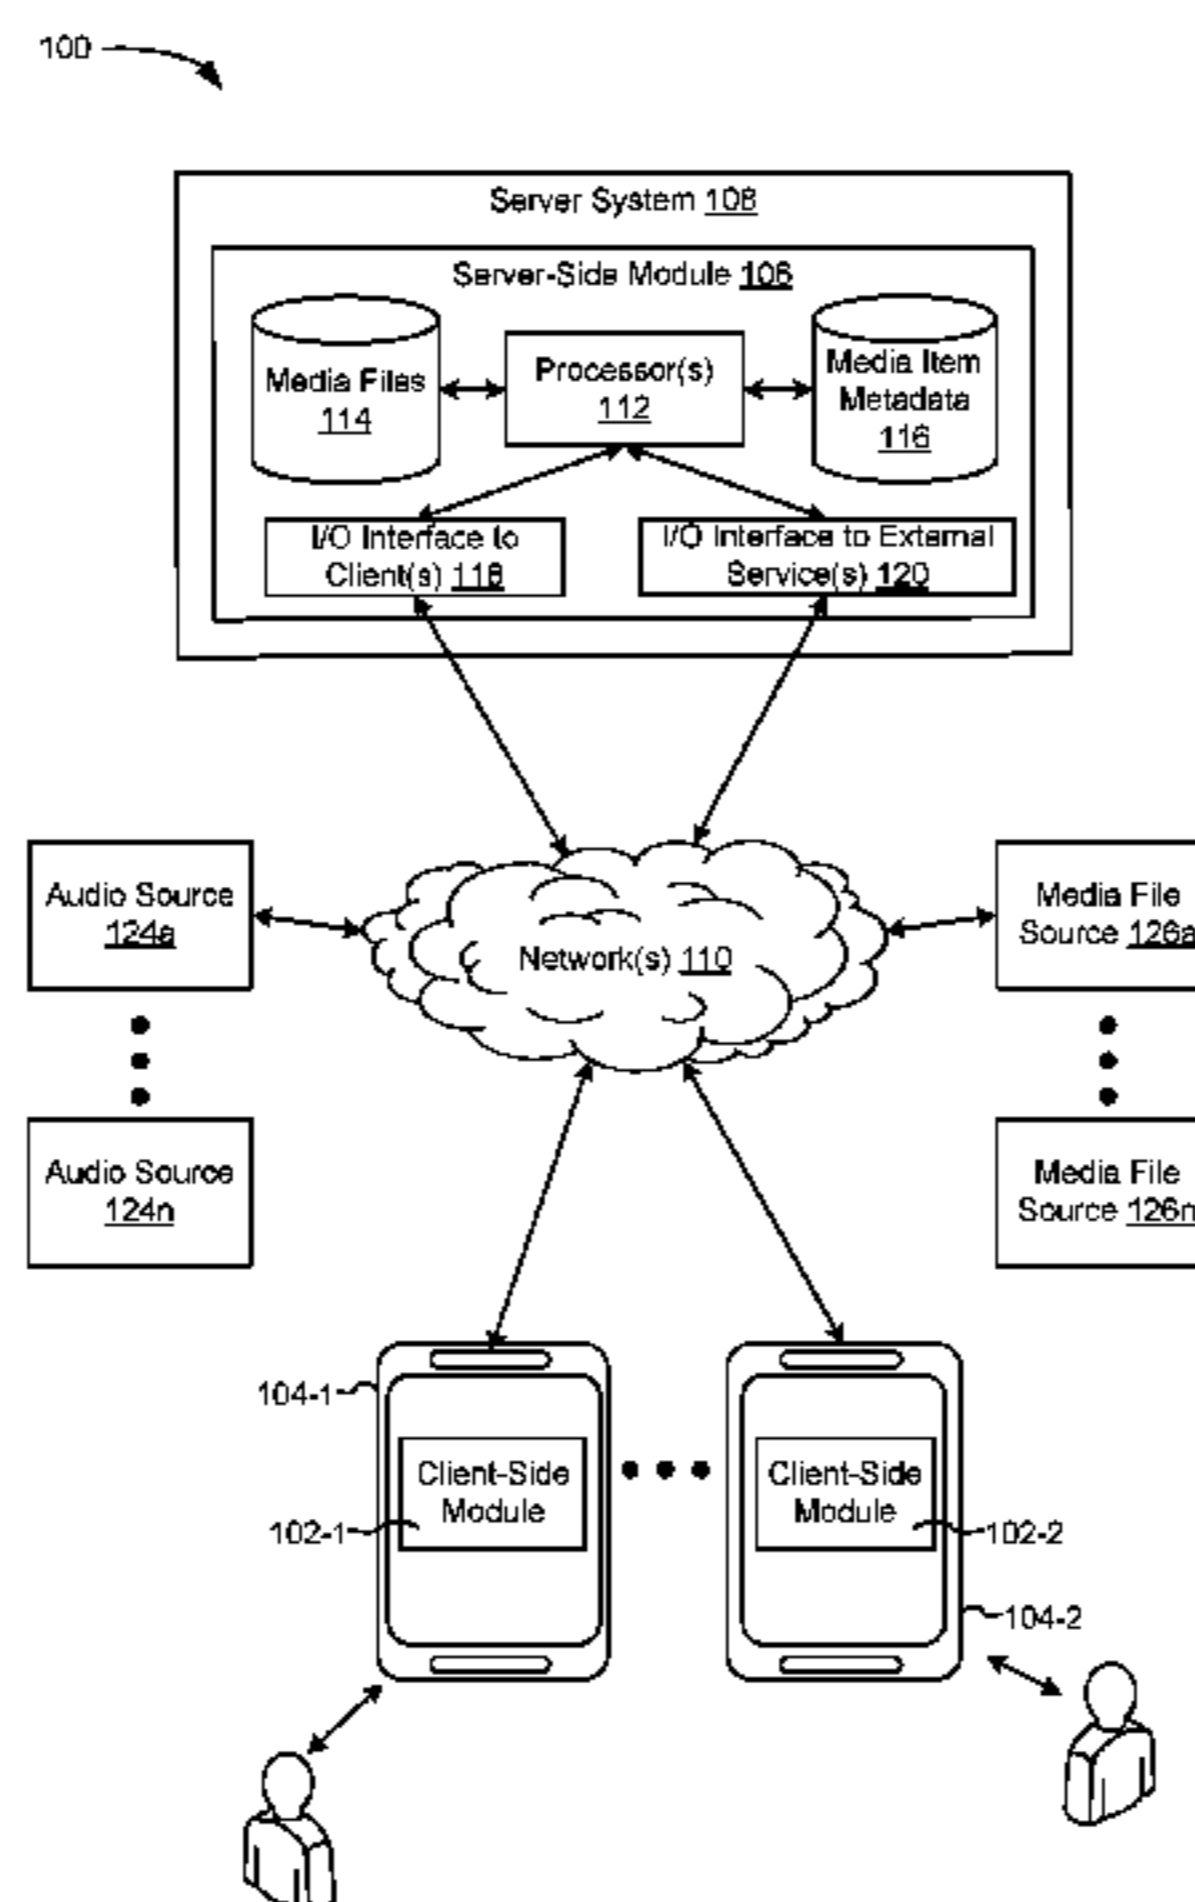 100
Server System 108
Server-Side Module 106
Media Files
114
Processor(s)
112
Media Item
Metadata
116
I/O Interface to
Client(s) 118
I/O Interface to External
Service(s) 120
Audio Source
124a
Network(s) 110
Media File
Source 126a
Audio Source
124n
Media File
Source 126n
104-1
Client-Side
Module
102-1
Client-Side
Module
102-2
104-2